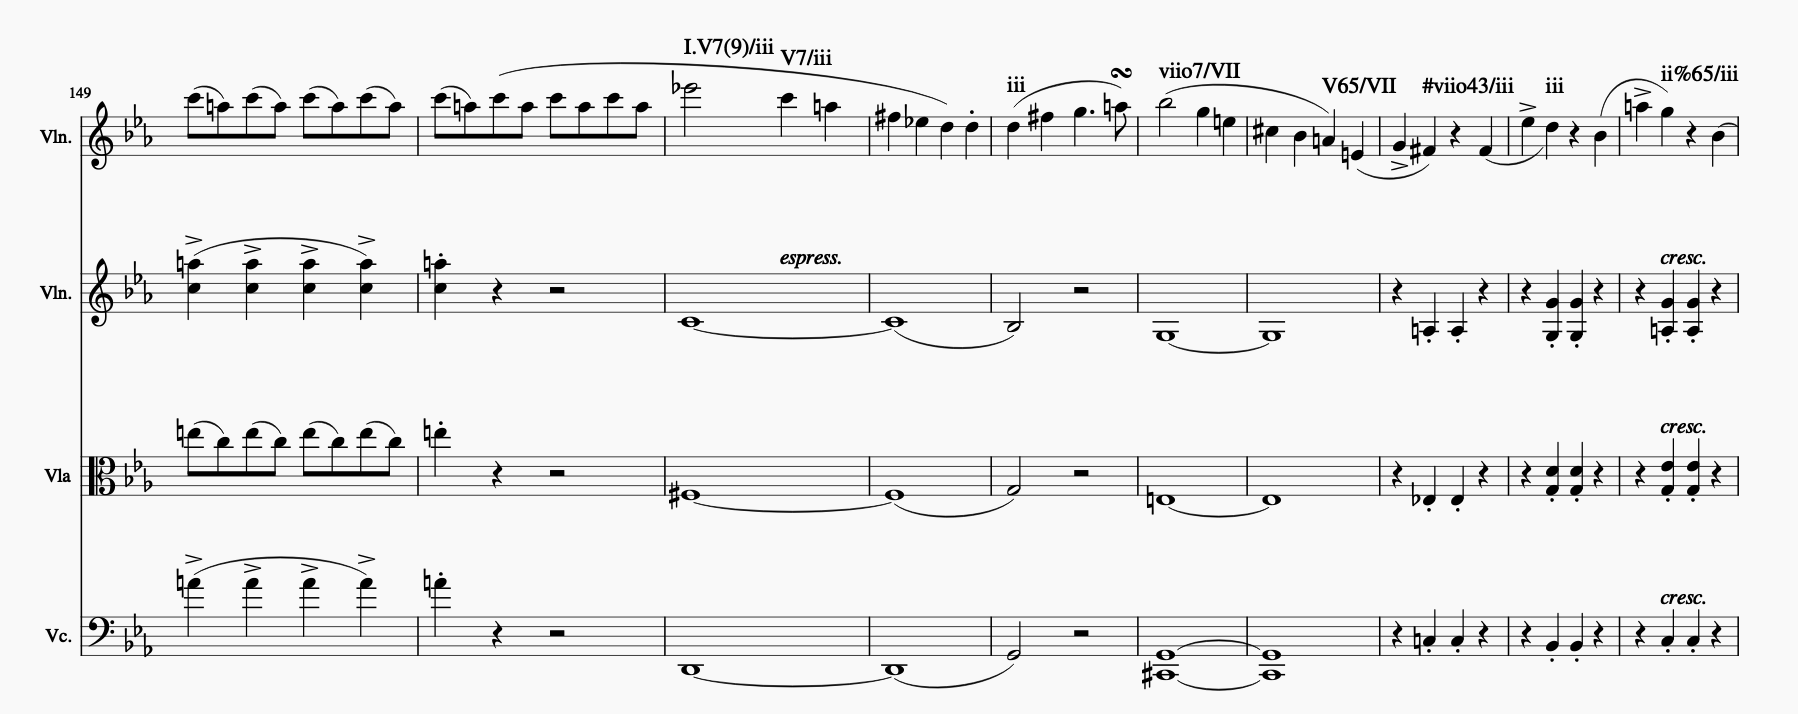 I.V7(9)/iii V7/iii iii viio7/VII V65/VII #viio43/iii iii ii%65/iii
149
Vln.
espress. cresc.
Vln.
cresc.
Vla
cresc.
Vc.